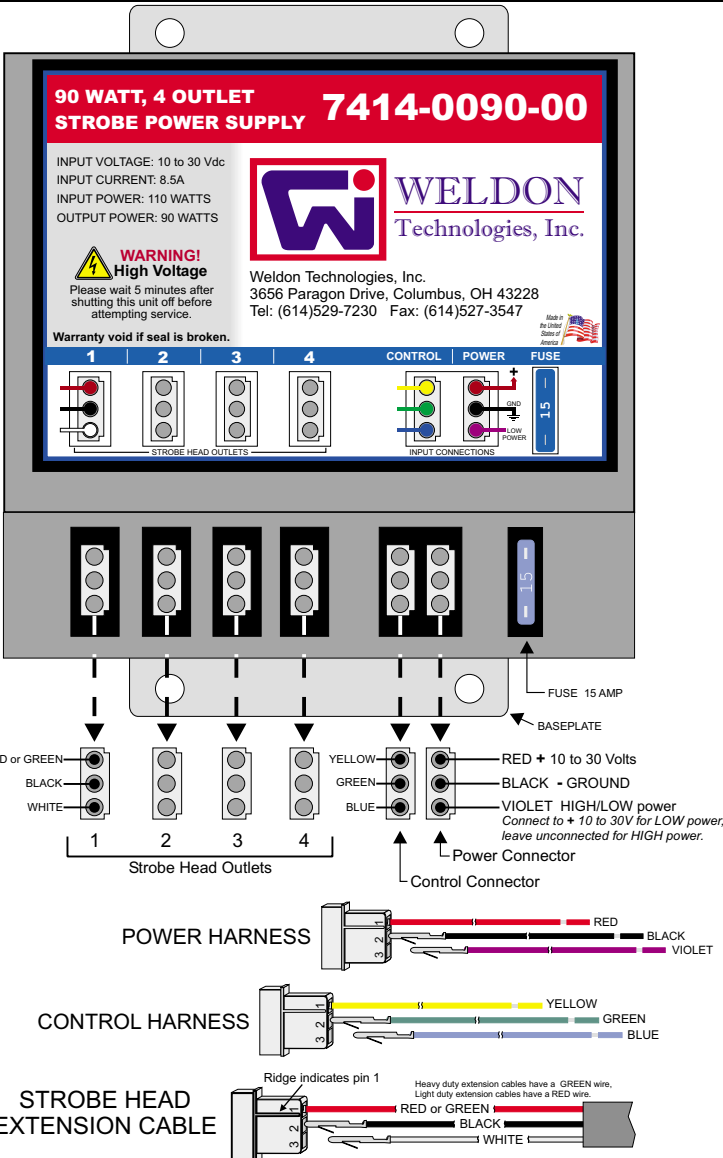 90 WATT, 4 OUTLET
STROBE POWER SUPPLY
7414-0090-00
INPUT VOLTAGE: 10 to 30 Vdc
INPUT CURRENT: 8.5A
INPUT POWER: 110 WATTS
OUTPUT POWER: 90 WATTS
WARNING!
High Voltage
Please wait 5 minutes after
shutting this unit off before
attempting service.
Warranty void if seal is broken.
WELDON
Technologies, Inc.
Weldon Technologies, Inc.
3656 Paragon Drive, Columbus, OH 43228
Tel: (614)529-7230 Fax: (614)527-3547
Made in
the United
States of
America
1 2 3 4 CONTROL POWER FUSE
+
GND
LOW
POWER
15
STROBE HEAD OUTLETS
INPUT CONNECTIONS
15
FUSE 15 AMP
BASEPLATE
D or GREEN
BLACK
WHITE
YELLOW
GREEN
BLUE
RED + 10 to 30 Volts
BLACK - GROUND
VIOLET HIGH/LOW power
Connect to + 10 to 30V for LOW power,
leave unconnected for HIGH power.
1 2 3 4
Strobe Head Outlets
Power Connector
Control Connector
POWER HARNESS
1
2
3
RED
BLACK
VIOLET
CONTROL HARNESS
1
2
3
YELLOW
GREEN
BLUE
STROBE HEAD
EXTENSION CABLE
Ridge indicates pin 1
Heavy duty extension cables have a GREEN wire,
Light duty extension cables have a RED wire.
1
2
3
RED or GREEN
BLACK
WHITE